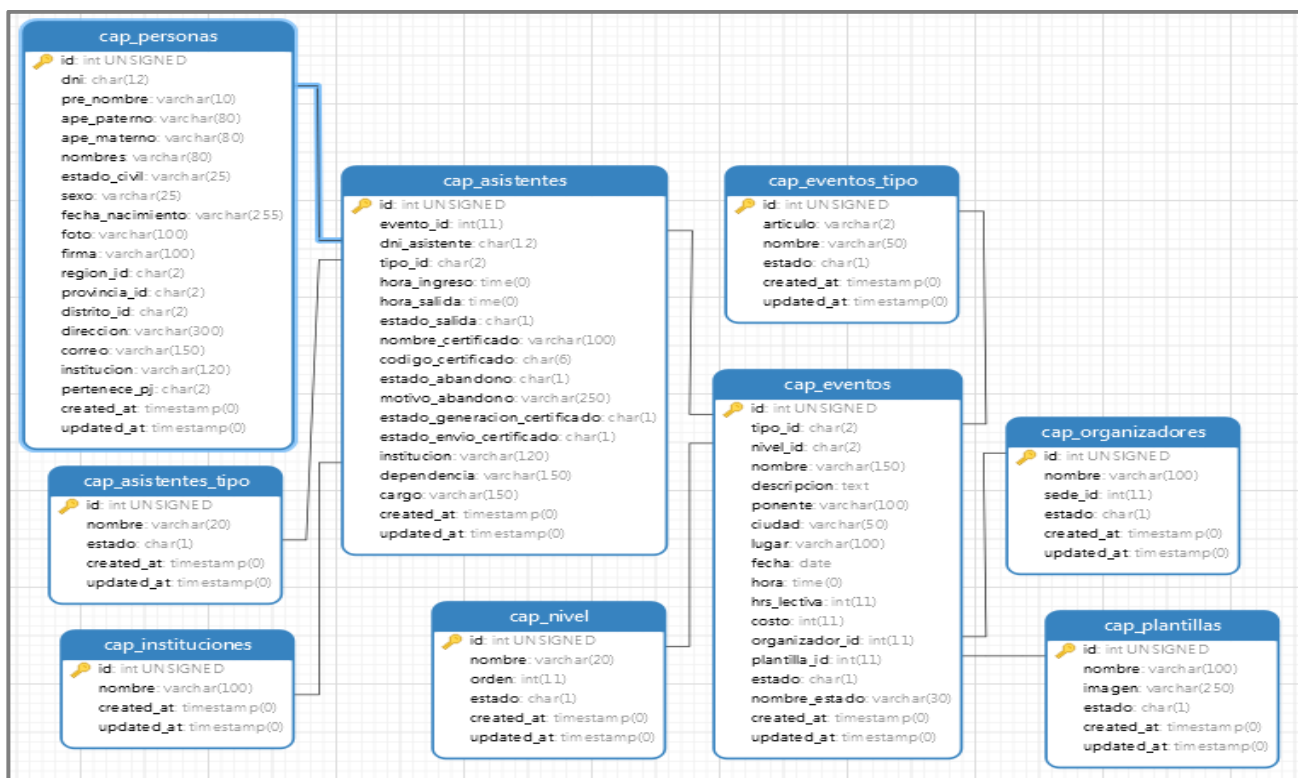 cap_personas
id: int UNSIGNED
dni: char(12)
pre_nombre: varchar(10)
ape_paterno: varchar(80)
ape_materno: varchar(80)
nombres: varchar(80)
estado_civil: varchar(25)
sexo: varchar(25)
fecha_nacimiento: varchar(255)
foto: varchar(100)
firma: varchar(100)
region_id: char(2)
provincia_id: char(2)
distrito_id: char(2)
direccion: varchar(300)
correo: varchar(150)
institucion: varchar(120)
pertenece_pj: char(2)
created_at: timestamp(0)
updated_at: timestamp(0)
cap_asistentes_tipo
id: int UNSIGNED
nombre: varchar(20)
estado: char(1)
created_at: timestamp(0)
updated_at: timestamp(0)
cap_instituciones
id: int UNSIGNED
nombre: varchar(100)
created_at: timestamp(0)
updated_at: timestamp(0)
cap_asistentes
id: int UNSIGNED
evento_id: int(11)
dni_asistente: char(12)
tipo_id: char(2)
hora_ingreso: time(0)
hora_salida: time(0)
estado_salida: char(1)
nombre_certificado: varchar(100)
codigo_certificado: char(6)
estado_abandono: char(1)
motivo_abandono: varchar(250)
estado_generacion_certificado: char(1)
estado_envio_certificado: char(1)
institucion: varchar(120)
dependencia: varchar(150)
cargo: varchar(150)
created_at: timestamp(0)
updated_at: timestamp(0)
cap_nivel
id: int UNSIGNED
nombre: varchar(20)
orden: int(11)
estado: char(1)
created_at: timestamp(0)
updated_at: timestamp(0)
cap_eventos_tipo
id: int UNSIGNED
articulo: varchar(2)
nombre: varchar(50)
estado: char(1)
created_at: timestamp(0)
updated_at: timestamp(0)
cap_eventos
id: int UNSIGNED
tipo_id: char(2)
nivel_id: char(2)
nombre: varchar(150)
descripcion: text
ponente: varchar(100)
ciudad: varchar(50)
lugar: varchar(100)
fecha: date
hora: time(0)
hrs_lectiva: int(11)
costo: int(11)
organizador_id: int(11)
plantilla_id: int(11)
estado: char(1)
nombre_estado: varchar(30)
created_at: timestamp(0)
updated_at: timestamp(0)
cap_organizadores
id: int UNSIGNED
nombre: varchar(100)
sede_id: int(11)
estado: char(1)
created_at: timestamp(0)
updated_at: timestamp(0)
cap_plantillas
id: int UNSIGNED
nombre: varchar(100)
imagen: varchar(250)
estado: char(1)
created_at: timestamp(0)
updated_at: timestamp(0)